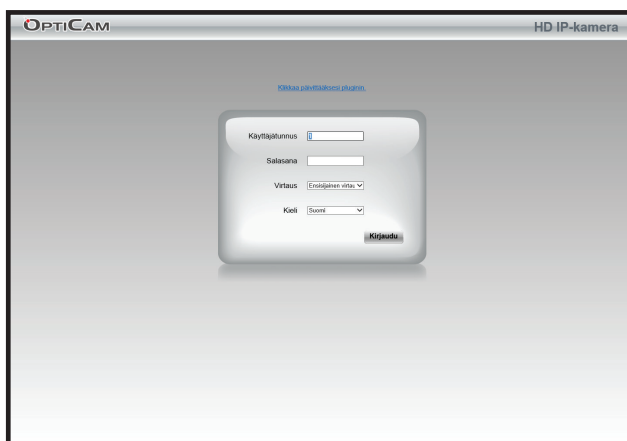 OPTICAM
HD IP-kamera
Klikkaa päivittääksesi pluginin.
Käyttäjätunnus
Salasana
Virtaus Ensisijainen virtau
Kieli Suomi
Kirjaudu